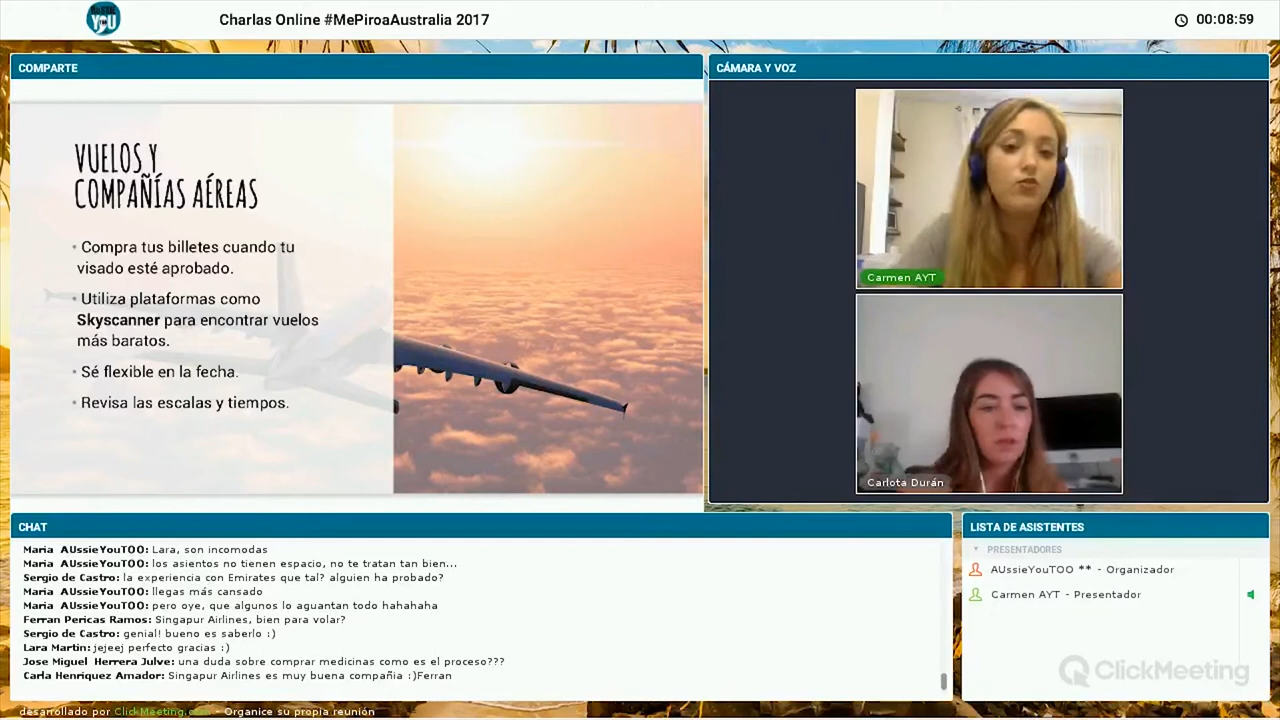 YOU
Charlas Online #MePiroaAustralia 2017
00:08:59
COMPARTE
VUELOS Y
COMPAÑÍAS AÉREAS
• Compra tus billetes cuando tu
visado esté aprobado.
• Utiliza plataformas como
Skyscanner para encontrar vuelos
más baratos.
• Sé flexible en la fecha.
• Revisa las escalas y tiempos.
CÁMARA Y VOZ
Carmen AYT
Carlota Durán
CHAT
Maria AUssieYouTOO: Lara, son incomodas
Maria AUssieYouTOO: los asientos no tienen espacio, no te tratan tan bien...
Sergio de Castro: la experiencia con Emirates que tal? alguien ha probado?
Maria AUssieYouTOO: llegas más cansado
Maria AUssieYouTOO: pero oye, que algunos lo aguantan todo hahahaha
Ferran Pericas Ramos: Singapur Airlines, bien para volar?
Sergio de Castro: genial! bueno es saberlo :)
Lara Martin: jejeej perfecto gracias :)
Jose Miguel Herrera Julve: una duda sobre comprar medicinas como es el proceso???
Carla Henriquez Amador: Singapur Airlines es muy buena compañia :)Ferran
LISTA DE ASISTENTES
PRESENTADORES
AUssieYouTOO ** - Organizador
Carmen AYT - Presentador
ClickMeeting
desarrollado por ClickMeeting.com - Organice su propia reunión